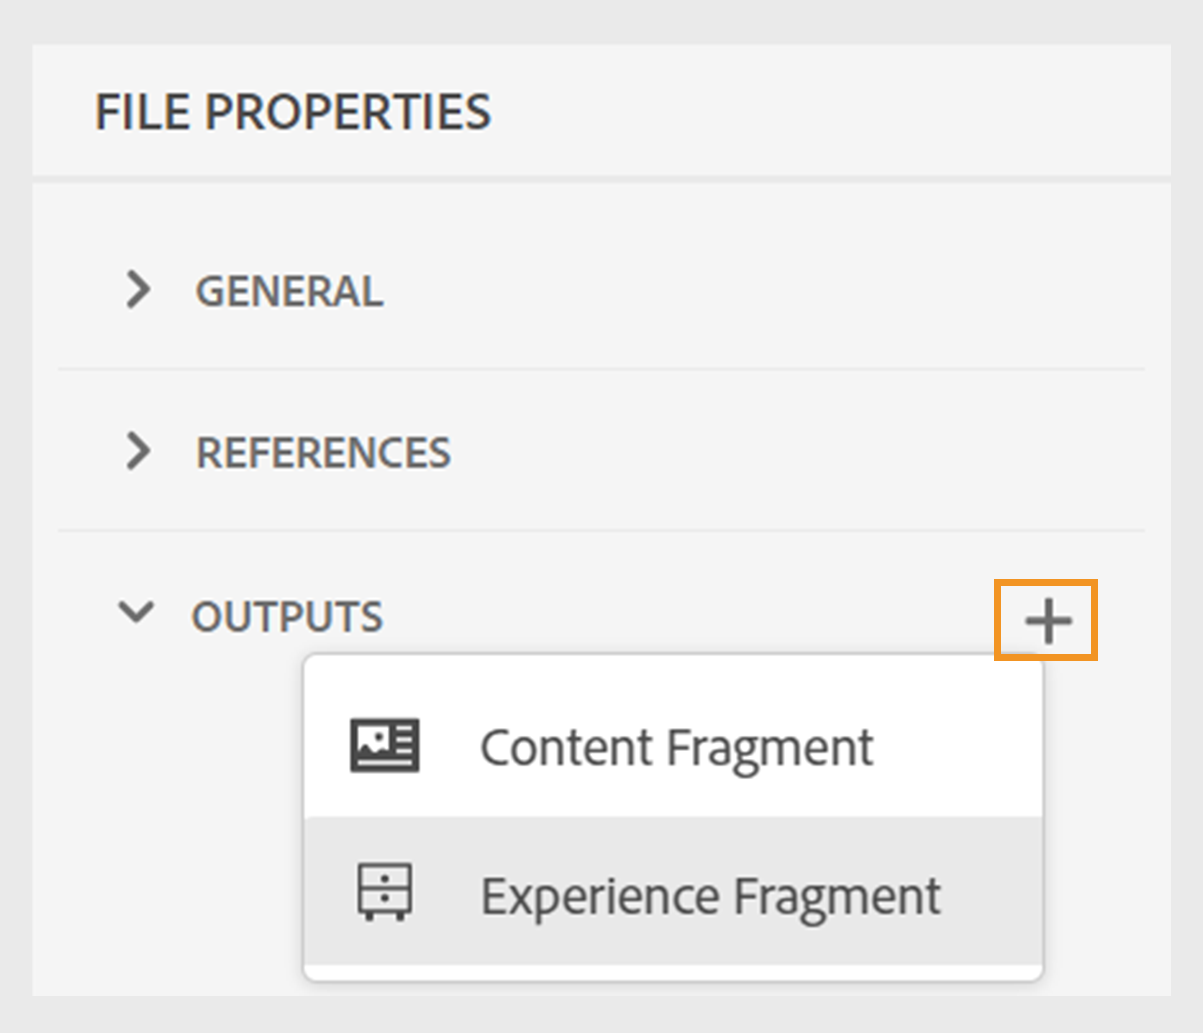 FILE PROPERTIES
GENERAL
REFERENCES
OUTPUTS
Content Fragment
Experience Fragment